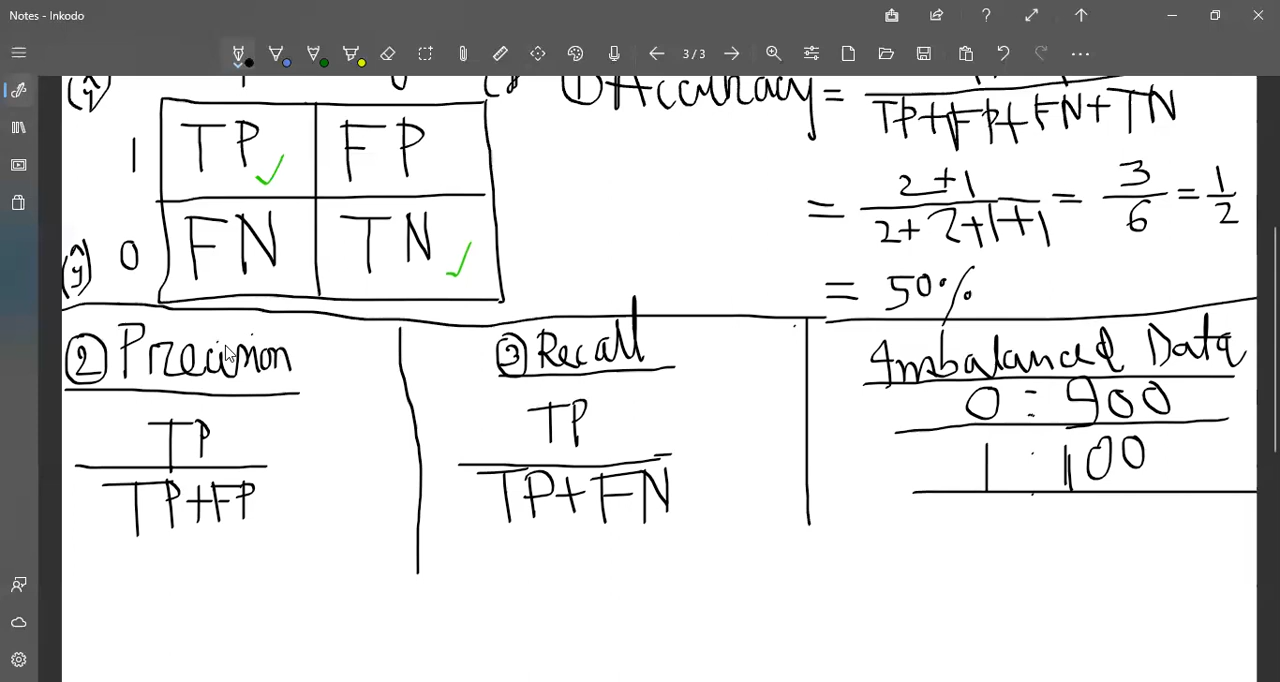 Notes - Inkodo
3/3
(ŷ)
1 TP ✓ FP
(ŷ) 0 FN TN ✓
① Accuracy =
TP+FP+FN+TN
= 2+1 / 2+2+1+1 = 3/6 = 1/2
= 50%
② Precision
TP
TP+FP
③ Recall
TP
TP+FN
Imbalanced Data
0 : 900
1 : 100